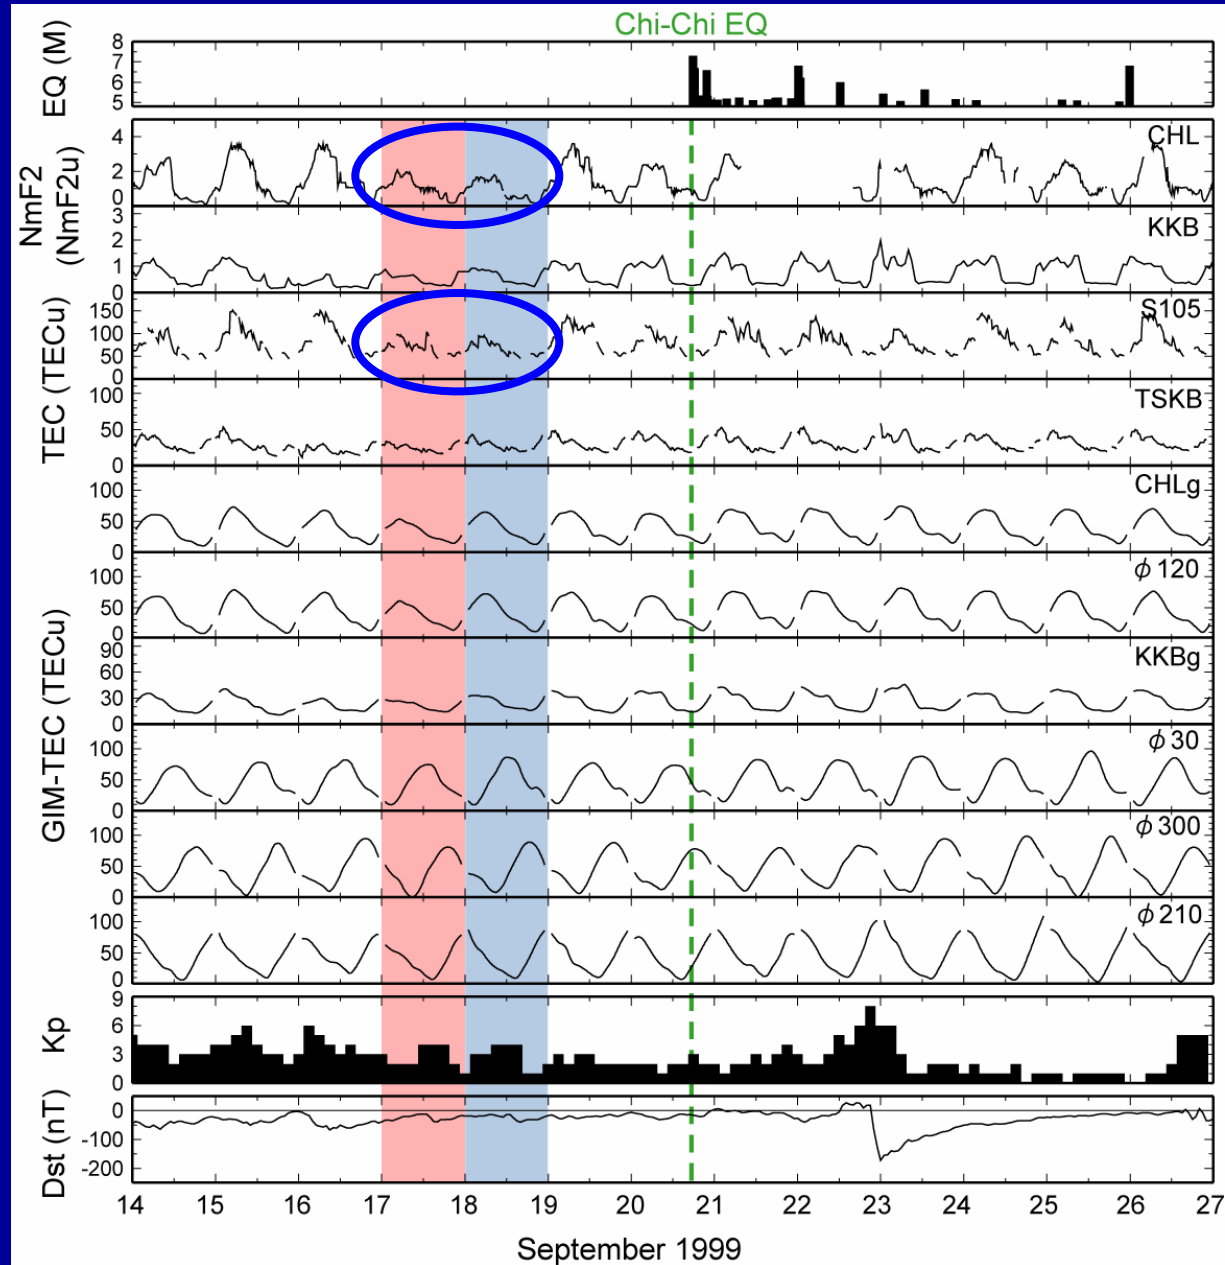 Chi-Chi EQ
EQ (M)
8
7
6
5
NmF2
(NmF2u)
CHL
4
2
1
0
KKB
3
2
1
0
TEC (TECu)
S105
150
100
50
0
TSKB
100
50
0
GIM-TEC (TECu)
CHLg
100
50
0
ϕ 120
100
50
0
KKBg
90
60
30
0
ϕ 30
100
50
0
ϕ 300
100
50
0
ϕ 210
100
50
0
Kp
9
6
3
0
Dst (nT)
0
-100
-200
14 15 16 17 18 19 20 21 22 23 24 25 26 27
September 1999